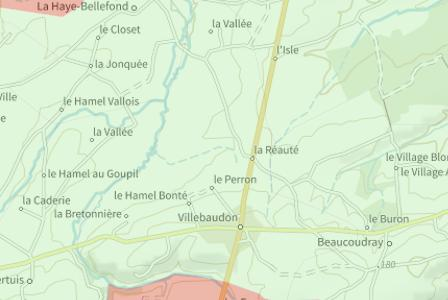 La Haye-Bellefond
le Closet
la Vallée
l'Isle
la Jonquée
Ville
le Hamel Vallois
la Vallée
la Réauté
le Village
le Village
le Hamel au Goupil
le Perron
le Hamel Bonté
la Caderie
la Bretonnière
Villebaudon
le Buron
Beaucoudray
180